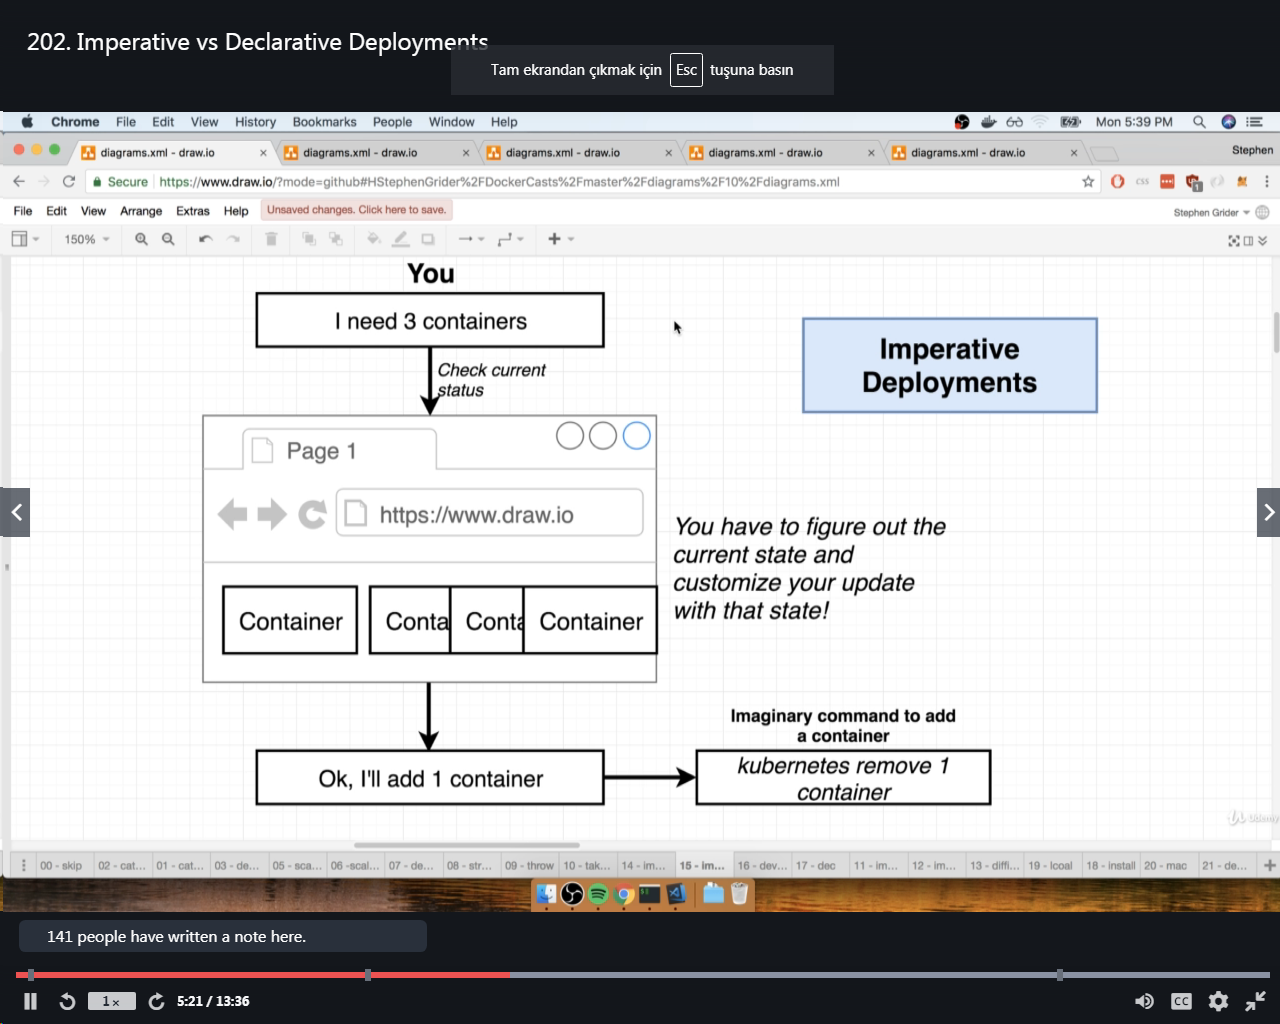 202. Imperative vs Declarative Deployments
Tam ekrandan çıkmak için Esc tuşuna basın
Chrome File Edit View History Bookmarks People Window Help
Mon 5:39 PM
diagrams.xml - draw.io
diagrams.xml - draw.io
diagrams.xml - draw.io
diagrams.xml - draw.io
diagrams.xml - draw.io
Stephen
Secure https://www.draw.io/?mode=github#HStephenGrider%2FDockerCasts%2Fmaster%2Fdiagrams%2F10%2Fdiagrams.xml
CSS
1
File Edit View Arrange Extras Help Unsaved changes. Click here to save.
Stephen Grider
150%
You
I need 3 containers
Check current
status
Imperative
Deployments
Page 1
https://www.draw.io
You have to figure out the
current state and
customize your update
with that state!
Container Conta Conta Container
Imaginary command to add
a container
Ok, I'll add 1 container
kubernetes remove 1
container
Udemy
00 - skip 02 - cat... 01 - cat... 03 - de... 05 - sca... 06 -scal... 07 - de... 08 - str... 09 - throw 10 - tak... 14 - im... 15 - im... 16 - dev... 17 - dec 11 - im... 12 - im... 13 - diffi... 19 - lcoal 18 - install 20 - mac 21 - de...
141 people have written a note here.
1 x 5:21 / 13:36 CC